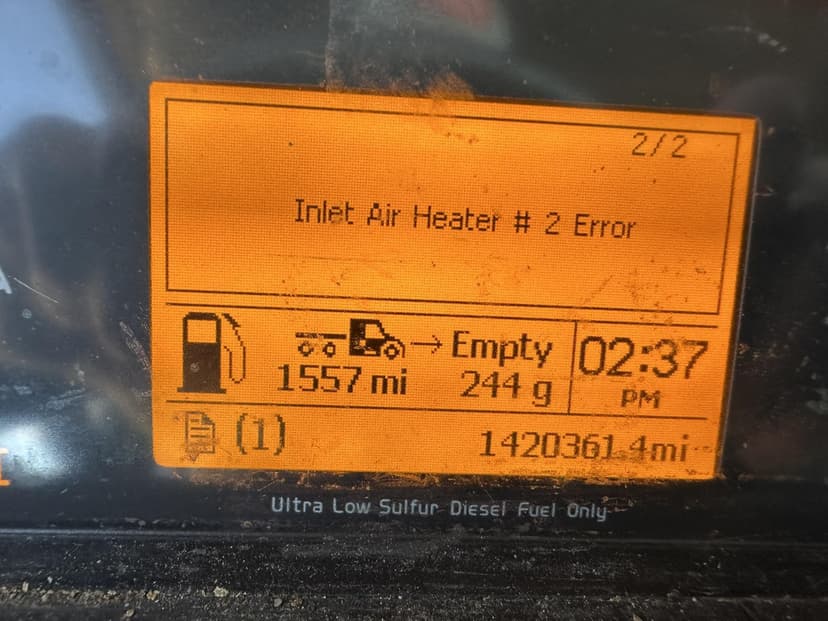 2/2
Inlet Air Heater # 2 Error
Empty
02:37
1557 mi
244 g
PM
(1)
1420361.4mi
Ultra Low Sulfur Diesel Fuel Only